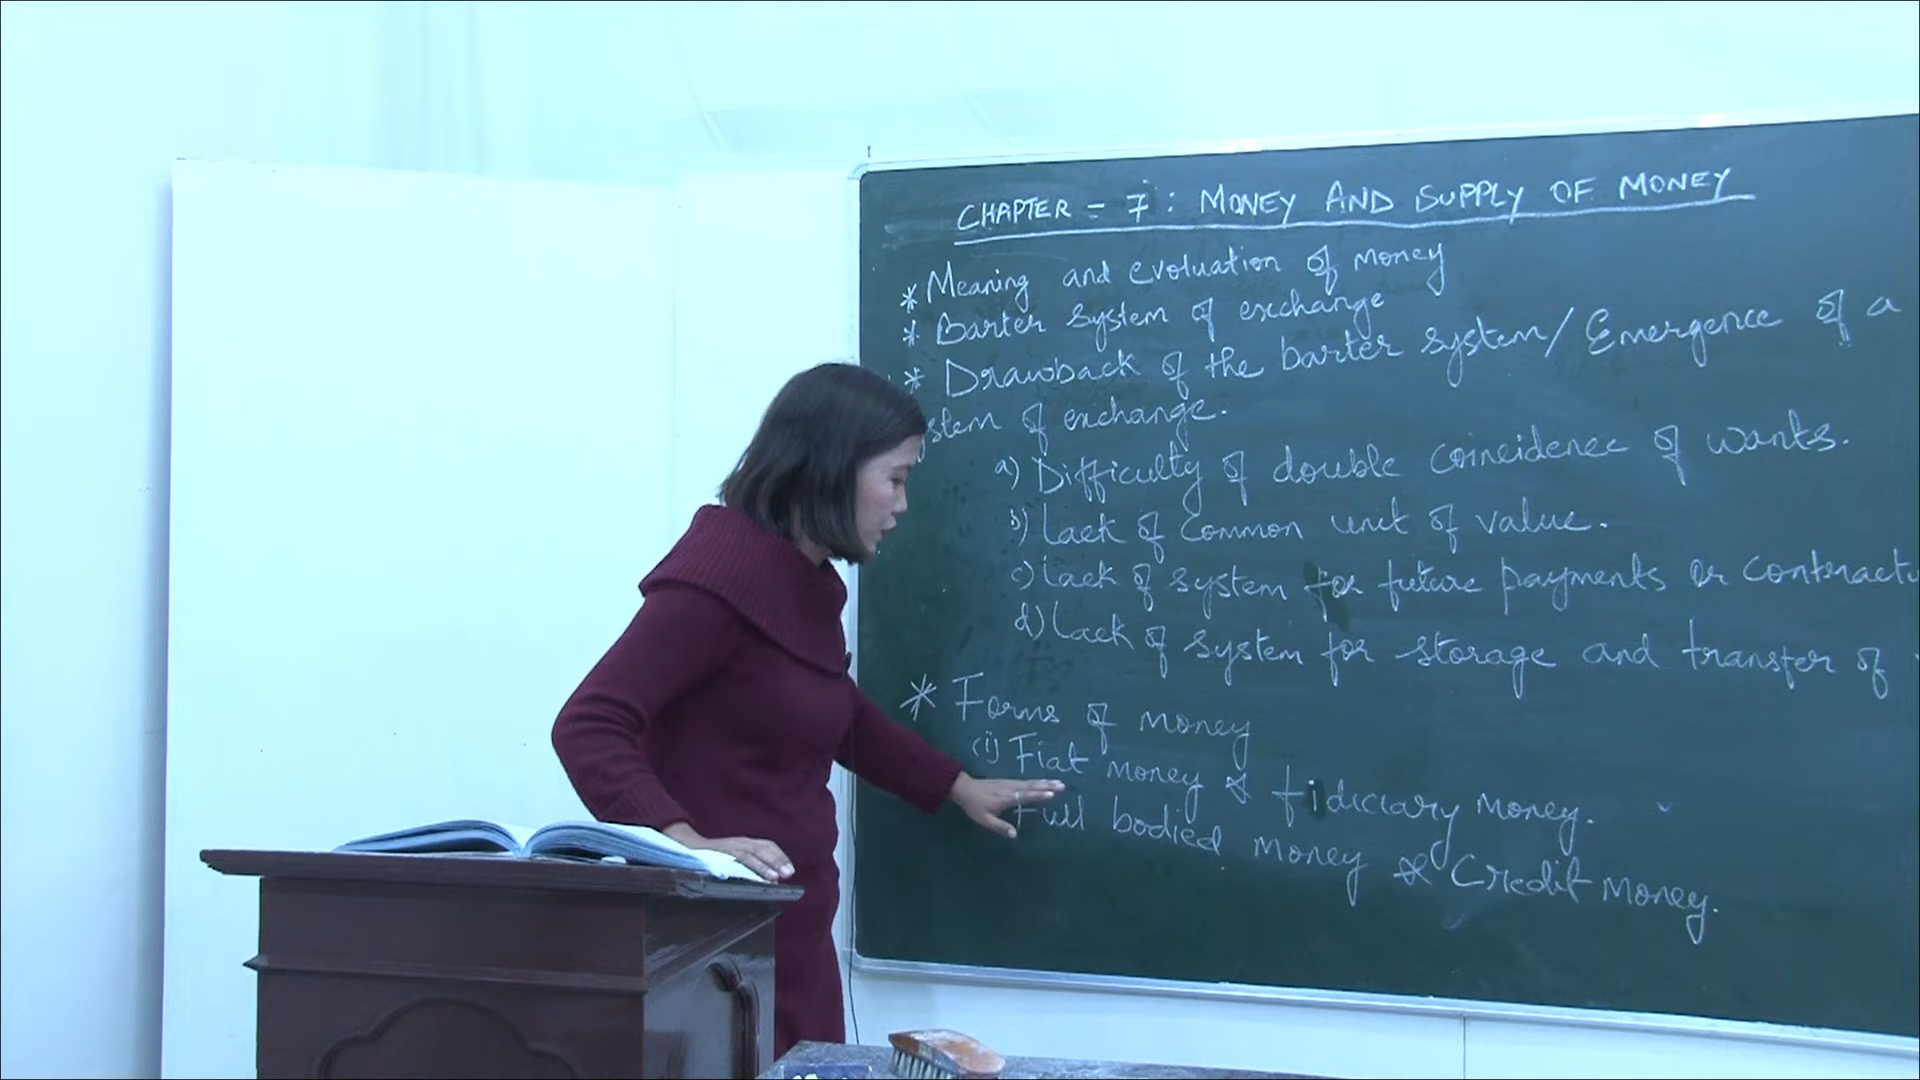 CHAPTER - 7 : MONEY AND SUPPLY OF MONEY
* Meaning and evoluation of money
* Barter system of exchange
* Drawback of the barter system/ Emergence of a
stem of exchange.
a) Difficulty of double coincidence of wants.
b) Lack of common unit of value.
c) Lack of system for future payments or contractu
d) Lack of system for storage and transfer of
* Forms of money
(i) Fiat money & fidiciary money.
Full bodied money & Credit money.